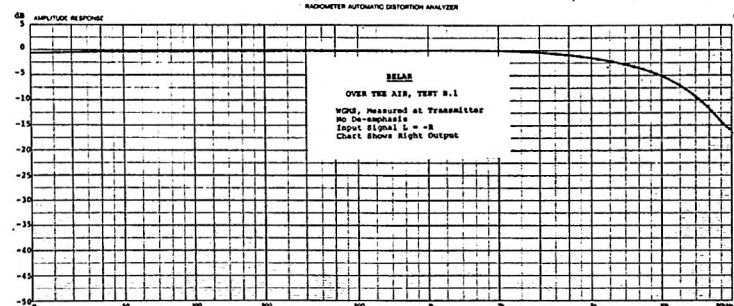 RADIOMETER AUTOMATIC DISTORTION ANALYZER
dB AMPLITUDE RESPONSE
5
0
-5
-10
-15
-20
-25
-30
-35
-40
-45
-50
BELAR
OVER THE AIR, TEST B.1
WGMS, Measured at Transmitter
No De-emphasis
Input Signal L = -R
Chart Shows Right Output